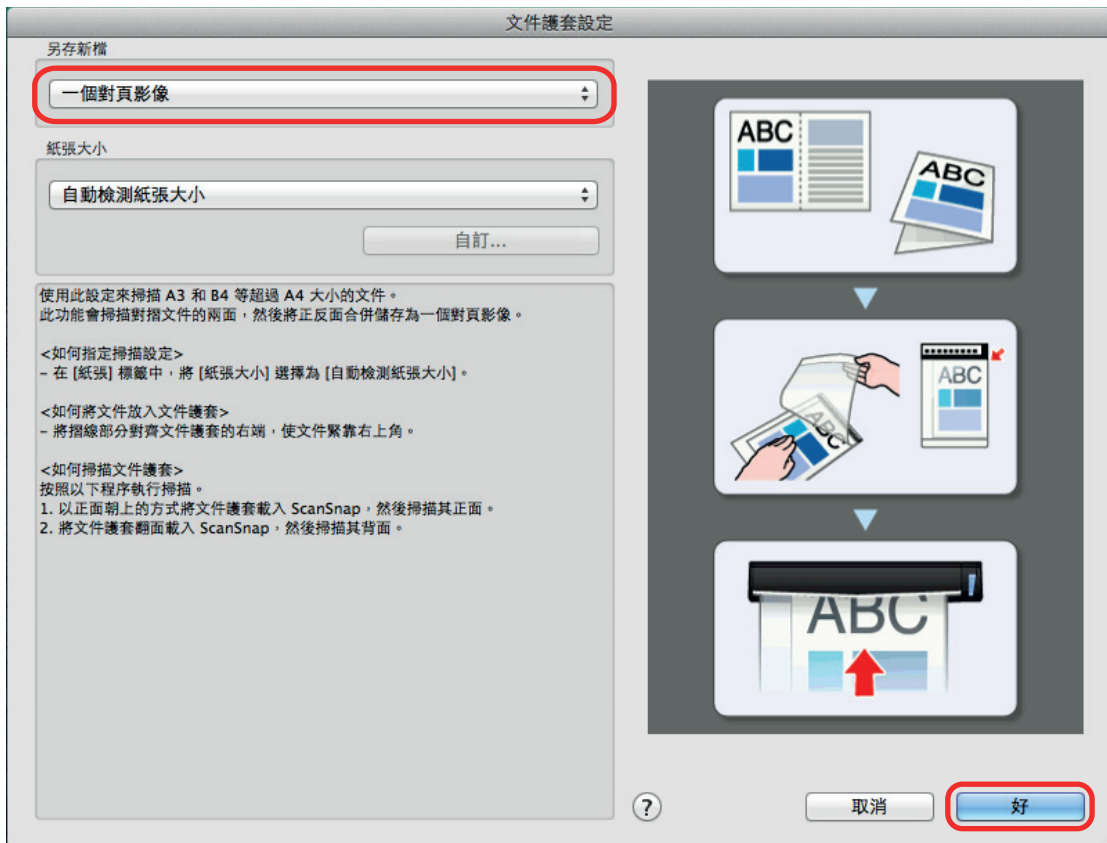 文件護套設定
另存新檔
一個對頁影像
紙張大小
自動檢測紙張大小
自訂...
使用此設定來掃描 A3 和 B4 等超過 A4 大小的文件。
此功能會掃描對摺文件的兩面，然後將正反面合併儲存為一個對頁影像。
<如何指定掃描設定>
– 在 [紙張] 標籤中，將 [紙張大小] 選擇為 [自動檢測紙張大小]。
<如何將文件放入文件護套>
– 將摺線部分對齊文件護套的右端，使文件緊靠右上角。
<如何掃描文件護套>
按照以下程序執行掃描。
1. 以正面朝上的方式將文件護套載入 ScanSnap，然後掃描其正面。
2. 將文件護套翻面載入 ScanSnap，然後掃描其背面。
ABC
ABC
ABC
ABC
ABC
?
取消
好